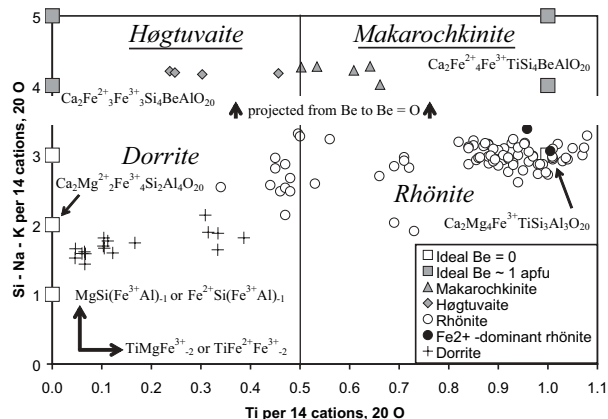 Høgtuvaite Makarochkinite
Ca2Fe2+4Fe3+TiSi4BeAlO20
Ca2Fe2+3Fe3+3Si4BeAlO20
projected from Be to Be = O
Dorrite
Rhönite
Ca2Mg2+2Fe3+4Si2Al4O20
Ca2Mg4Fe3+TiSi3Al3O20
MgSi(Fe3+Al)-1 or Fe2+Si(Fe3+Al)-1
TiMgFe3+-2 or TiFe2+Fe3+-2
Ideal Be = 0
Ideal Be ~ 1 apfu
Makarochkinite
Høgtuvaite
Rhönite
Fe2+ -dominant rhönite
Dorrite
Si - Na - K per 14 cations, 20 O
5
4
3
2
1
0
0.0 0.1 0.2 0.3 0.4 0.5 0.6 0.7 0.8 0.9 1.0 1.1
Ti per 14 cations, 20 O